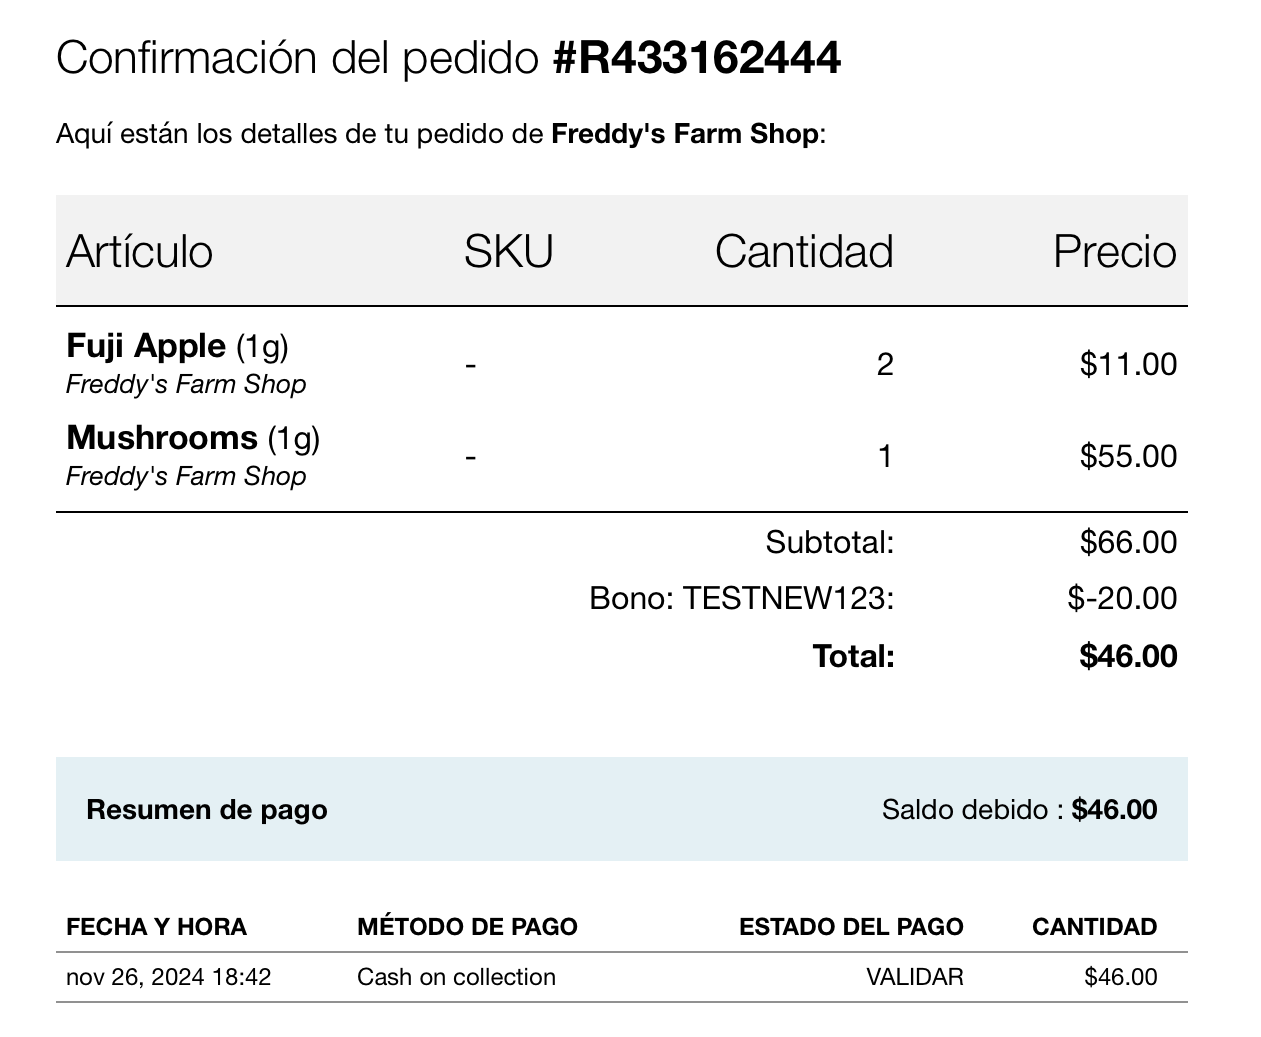 Confirmación del pedido #R433162444
Aquí están los detalles de tu pedido de Freddy's Farm Shop:
Artículo SKU Cantidad Precio
Fuji Apple (1g)
Freddy's Farm Shop
- 2 $11.00
Mushrooms (1g)
Freddy's Farm Shop
- 1 $55.00
Subtotal: $66.00
Bono: TESTNEW123: $-20.00
Total: $46.00
Resumen de pago Saldo debido : $46.00
FECHA Y HORA MÉTODO DE PAGO ESTADO DEL PAGO CANTIDAD
nov 26, 2024 18:42 Cash on collection VALIDAR $46.00